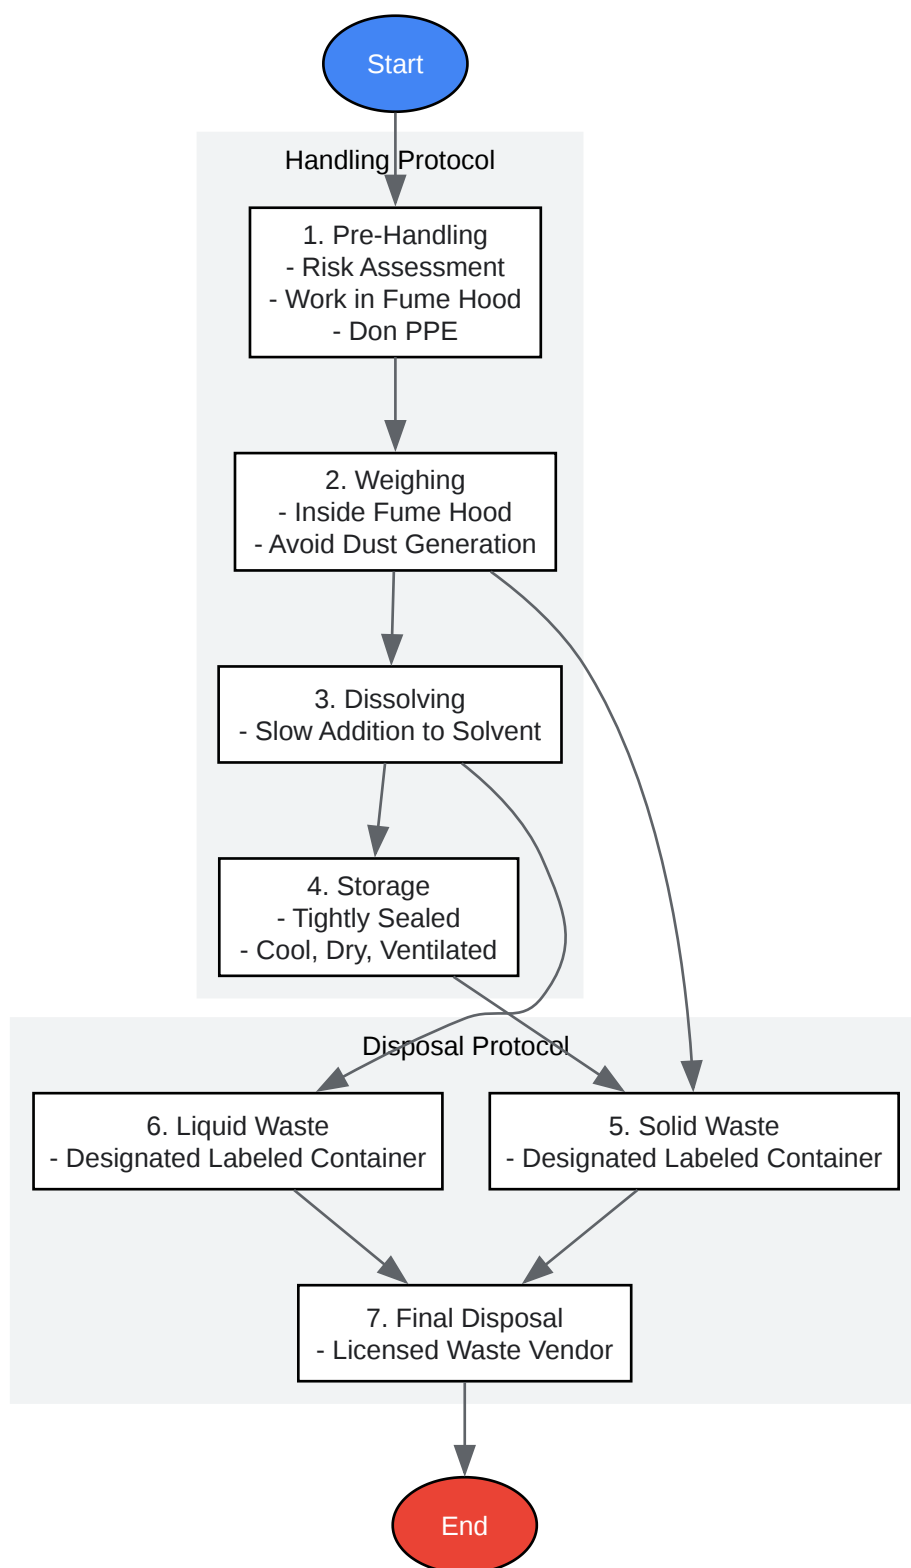 Start
Handling Protocol
1. Pre-Handling
- Risk Assessment
- Work in Fume Hood
- Don PPE
2. Weighing
- Inside Fume Hood
- Avoid Dust Generation
3. Dissolving
- Slow Addition to Solvent
4. Storage
- Tightly Sealed
- Cool, Dry, Ventilated
Disposal Protocol
6. Liquid Waste
- Designated Labeled Container
5. Solid Waste
- Designated Labeled Container
7. Final Disposal
- Licensed Waste Vendor
End